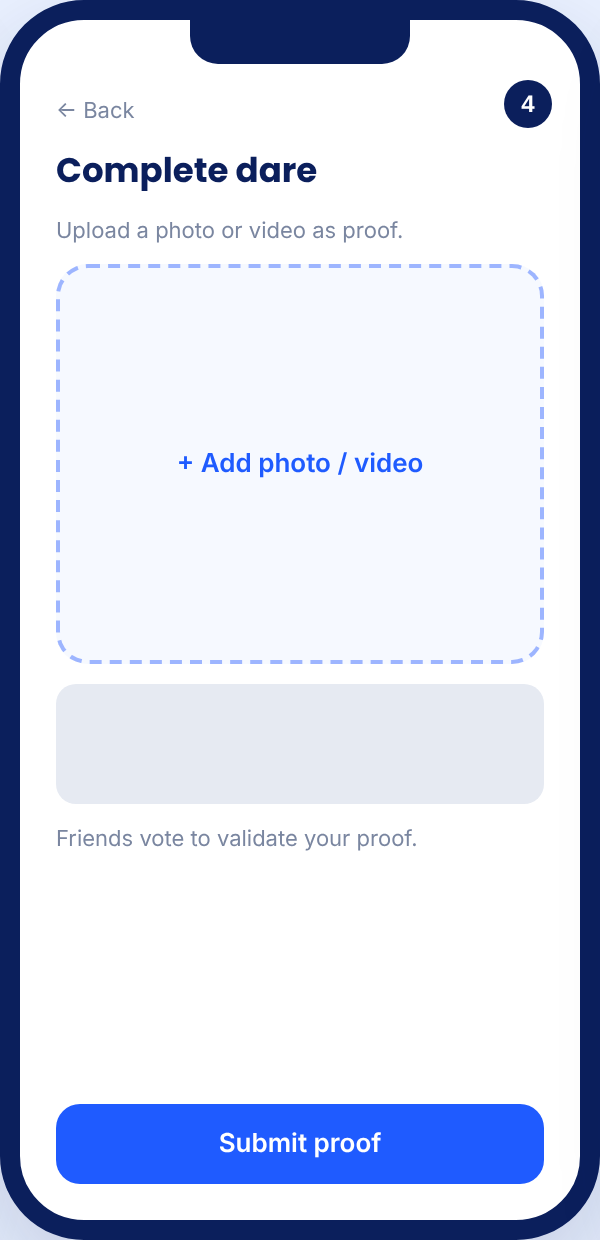 ← Back
4
Complete dare
Upload a photo or video as proof.
+ Add photo / video
Friends vote to validate your proof.
Submit proof